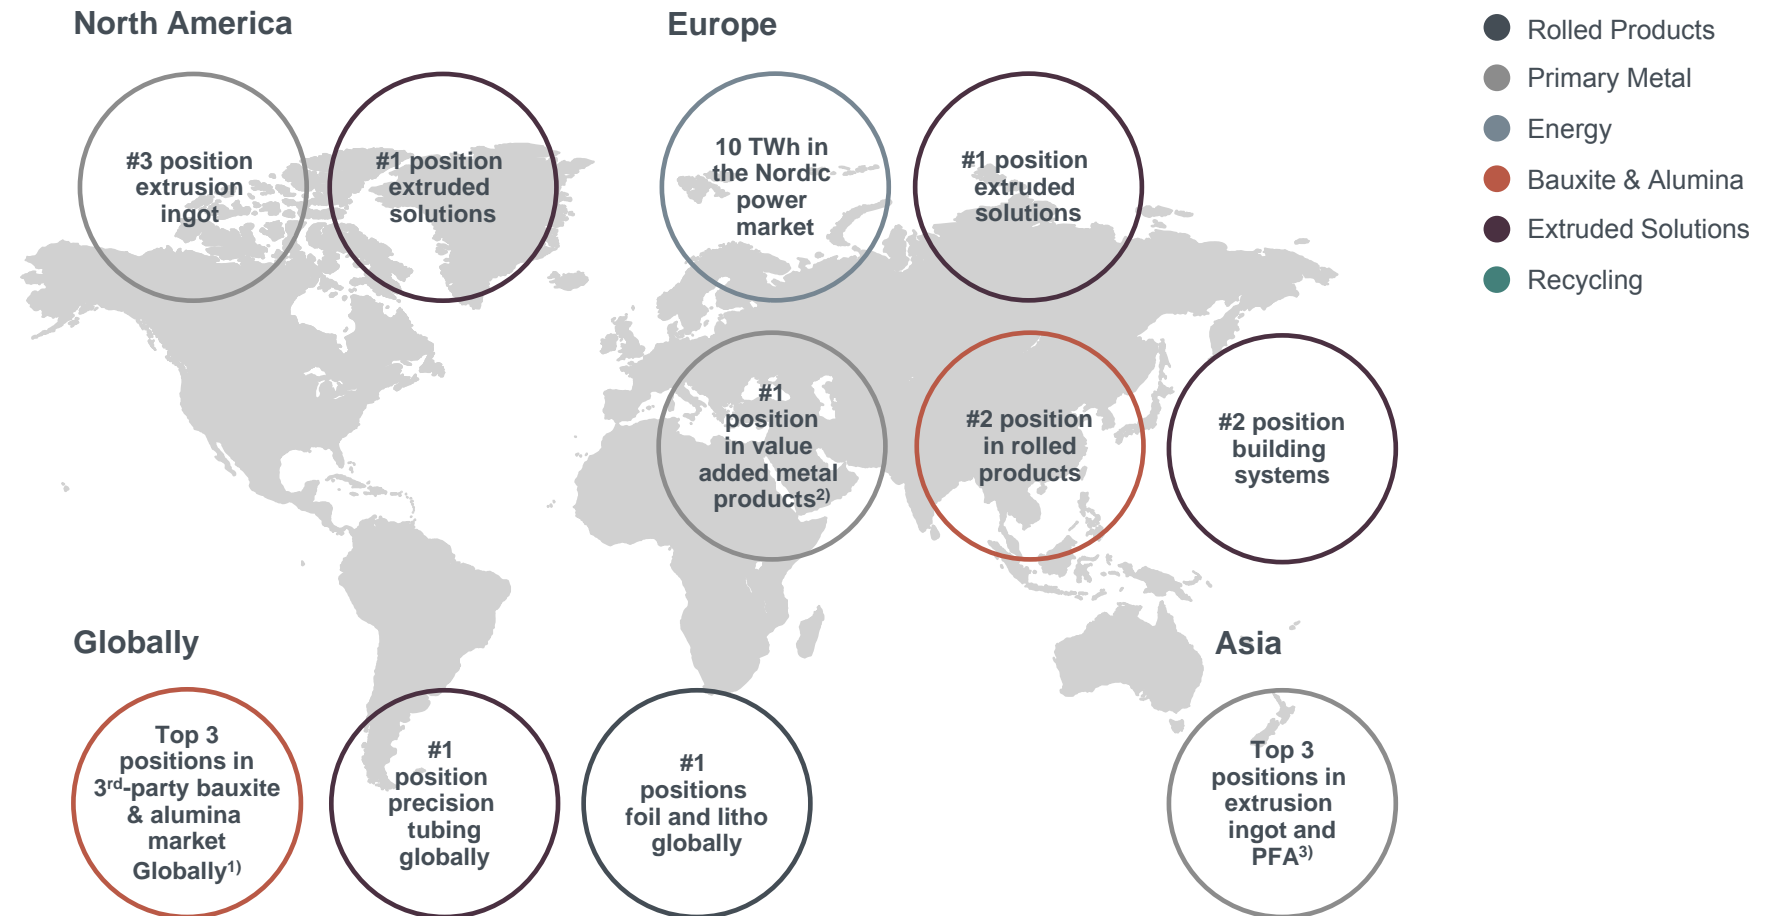 North America
#3 position
extrusion
ingot
#1 position
extruded
solutions
Europe
10 TWh in
the Nordic
power
market
#1 position
extruded
solutions
#1
position
in value
added metal
products2)
#2 position
in rolled
products
#2 position
building
systems
Rolled Products
Primary Metal
Energy
Bauxite & Alumina
Extruded Solutions
Recycling
Globally
Top 3
positions in
3rd-party bauxite
& alumina
market
Globally1)
#1
position
precision
tubing
globally
#1
positions
foil and litho
globally
Asia
Top 3
positions in
extrusion
ingot and
PFA3)